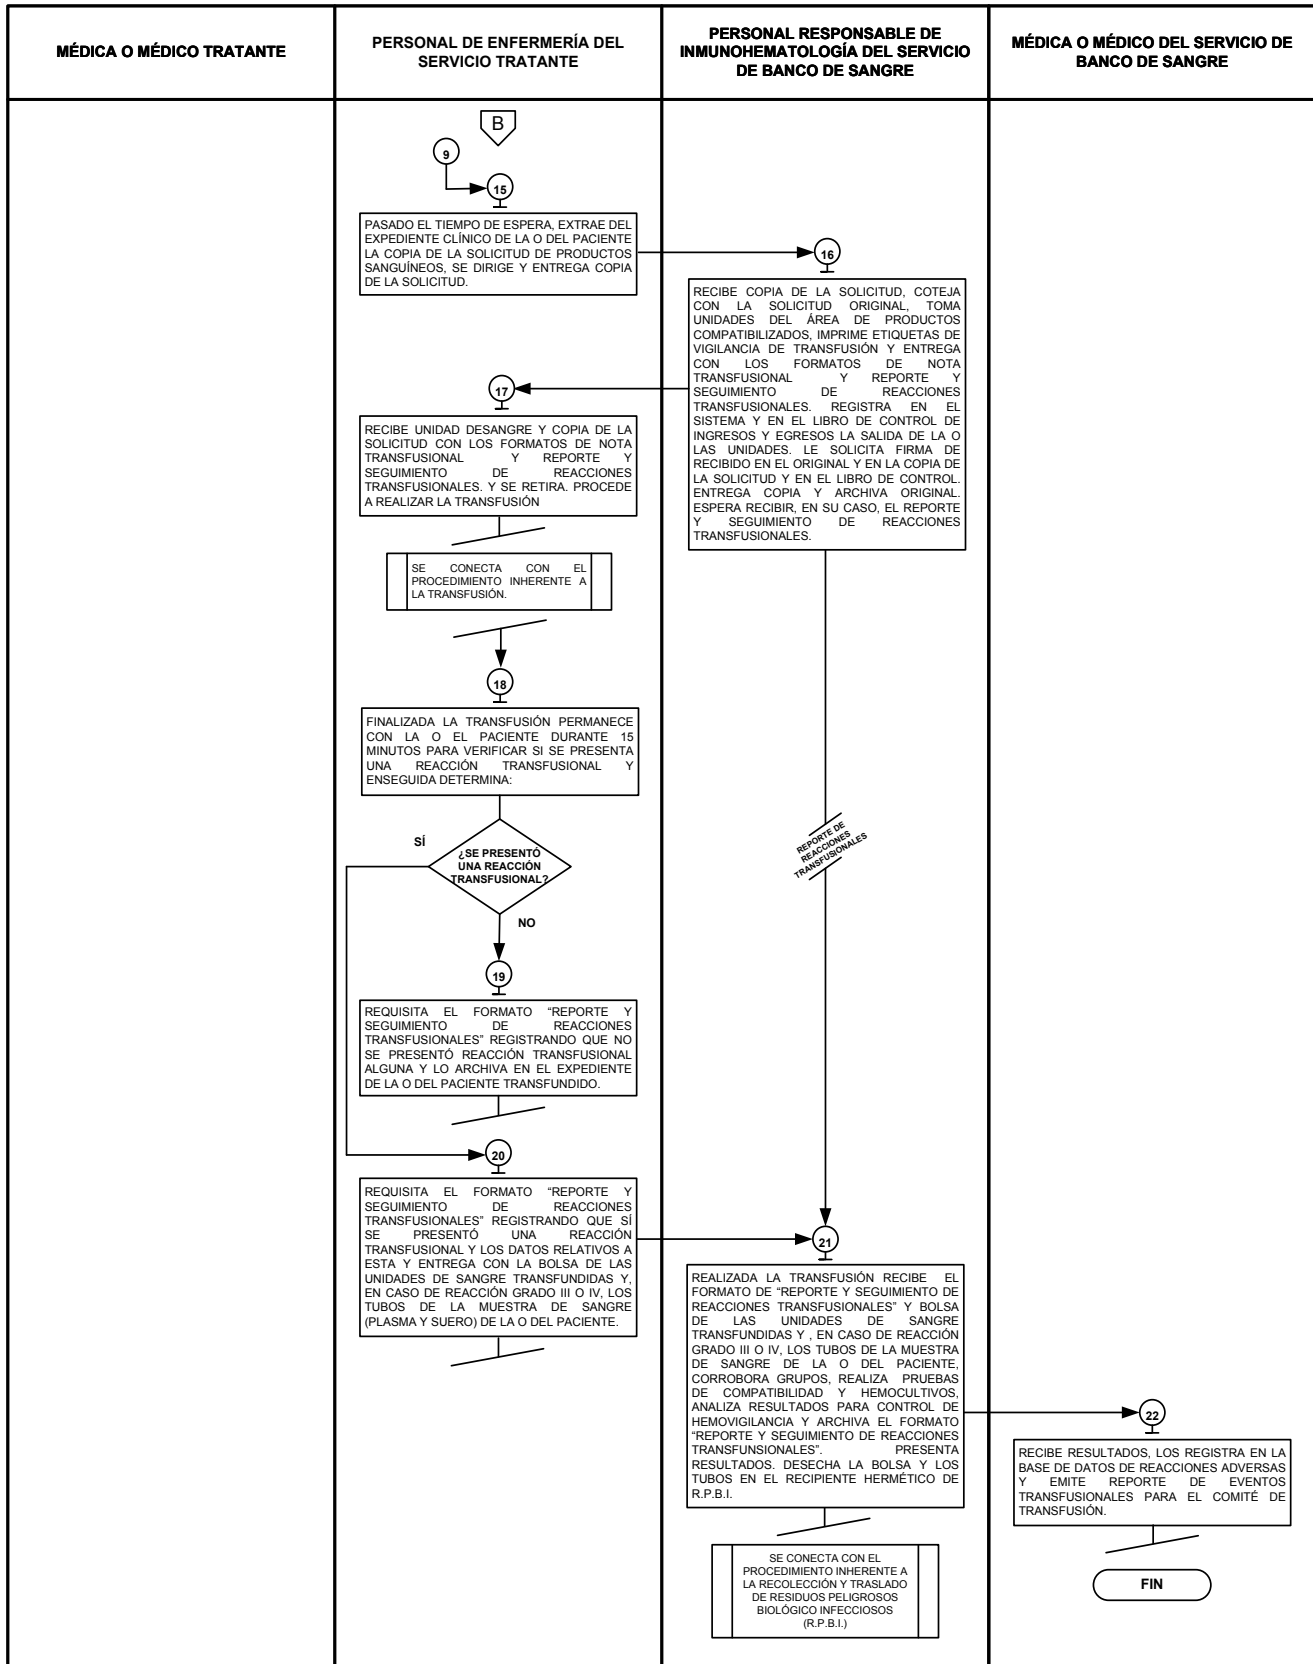 MÉDICA O MÉDICO TRATANTE
PERSONAL DE ENFERMERÍA DEL
SERVICIO TRATANTE
PERSONAL RESPONSABLE DE
INMUNOHEMATOLOGÍA DEL SERVICIO
DE BANCO DE SANGRE
MÉDICA O MÉDICO DEL SERVICIO DE
BANCO DE SANGRE
B
9
15
PASADO EL TIEMPO DE ESPERA, EXTRAE DEL
EXPEDIENTE CLÍNICO DE LA O DEL PACIENTE
LA COPIA DE LA SOLICITUD DE PRODUCTOS
SANGUÍNEOS, SE DIRIGE Y ENTREGA COPIA
DE LA SOLICITUD.
16
RECIBE COPIA DE LA SOLICITUD, COTEJA
CON LA SOLICITUD ORIGINAL, TOMA
UNIDADES DEL ÁREA DE PRODUCTOS
COMPATIBILIZADOS, IMPRIME ETIQUETAS DE
VIGILANCIA DE TRANSFUSIÓN Y ENTREGA
CON LOS FORMATOS DE NOTA
TRANSFUSIONAL Y REPORTE Y
SEGUIMIENTO DE REACCIONES
TRANSFUSIONALES. REGISTRA EN EL
SISTEMA Y EN EL LIBRO DE CONTROL DE
INGRESOS Y EGRESOS LA SALIDA DE LA O
LAS UNIDADES. LE SOLICITA FIRMA DE
RECIBIDO EN EL ORIGINAL Y EN LA COPIA DE
LA SOLICITUD Y EN EL LIBRO DE CONTROL.
ENTREGA COPIA Y ARCHIVA ORIGINAL.
ESPERA RECIBIR, EN SU CASO, EL REPORTE
Y SEGUIMIENTO DE REACCIONES
TRANSFUSIONALES.
17
RECIBE UNIDAD DESANGRE Y COPIA DE LA
SOLICITUD CON LOS FORMATOS DE NOTA
TRANSFUSIONAL Y REPORTE Y
SEGUIMIENTO DE REACCIONES
TRANSFUSIONALES. Y SE RETIRA. PROCEDE
A REALIZAR LA TRANSFUSIÓN
SE CONECTA CON EL
PROCEDIMIENTO INHERENTE A
LA TRANSFUSIÓN.
18
FINALIZADA LA TRANSFUSIÓN PERMANECE
CON LA O EL PACIENTE DURANTE 15
MINUTOS PARA VERIFICAR SI SE PRESENTA
UNA REACCIÓN TRANSFUSIONAL Y
ENSEGUIDA DETERMINA:
SÍ
¿SE PRESENTÓ
UNA REACCIÓN
TRANSFUSIONAL?
NO
REPORTE DE
REACCIONES
TRANSFUSIONALES
19
REQUISITA EL FORMATO “REPORTE Y
SEGUIMIENTO DE REACCIONES
TRANSFUSIONALES” REGISTRANDO QUE NO
SE PRESENTÓ REACCIÓN TRANSFUSIONAL
ALGUNA Y LO ARCHIVA EN EL EXPEDIENTE
DE LA O DEL PACIENTE TRANSFUNDIDO.
20
REQUISITA EL FORMATO “REPORTE Y
SEGUIMIENTO DE REACCIONES
TRANSFUSIONALES” REGISTRANDO QUE SÍ
SE PRESENTÓ UNA REACCIÓN
TRANSFUSIONAL Y LOS DATOS RELATIVOS A
ESTA Y ENTREGA CON LA BOLSA DE LAS
UNIDADES DE SANGRE TRANSFUNDIDAS Y,
EN CASO DE REACCIÓN GRADO III O IV, LOS
TUBOS DE LA MUESTRA DE SANGRE
(PLASMA Y SUERO) DE LA O DEL PACIENTE.
21
REALIZADA LA TRANSFUSIÓN RECIBE EL
FORMATO DE “REPORTE Y SEGUIMIENTO DE
REACCIONES TRANSFUSIONALES” Y BOLSA
DE LAS UNIDADES DE SANGRE
TRANSFUNDIDAS Y , EN CASO DE REACCIÓN
GRADO III O IV, LOS TUBOS DE LA MUESTRA
DE SANGRE DE LA O DEL PACIENTE,
CORROBORA GRUPOS, REALIZA PRUEBAS
DE COMPATIBILIDAD Y HEMOCULTIVOS,
ANALIZA RESULTADOS PARA CONTROL DE
HEMOVIGILANCIA Y ARCHIVA EL FORMATO
“REPORTE Y SEGUIMIENTO DE REACCIONES
TRANSFUNSIONALES”. PRESENTA
RESULTADOS. DESECHA LA BOLSA Y LOS
TUBOS EN EL RECIPIENTE HERMÉTICO DE
R.P.B.I.
22
RECIBE RESULTADOS, LOS REGISTRA EN LA
BASE DE DATOS DE REACCIONES ADVERSAS
Y EMITE REPORTE DE EVENTOS
TRANSFUSIONALES PARA EL COMITÉ DE
TRANSFUSIÓN.
SE CONECTA CON EL
PROCEDIMIENTO INHERENTE A
LA RECOLECCIÓN Y TRASLADO
DE RESIDUOS PELIGROSOS
BIOLÓGICO INFECCIOSOS
(R.P.B.I.)
FIN